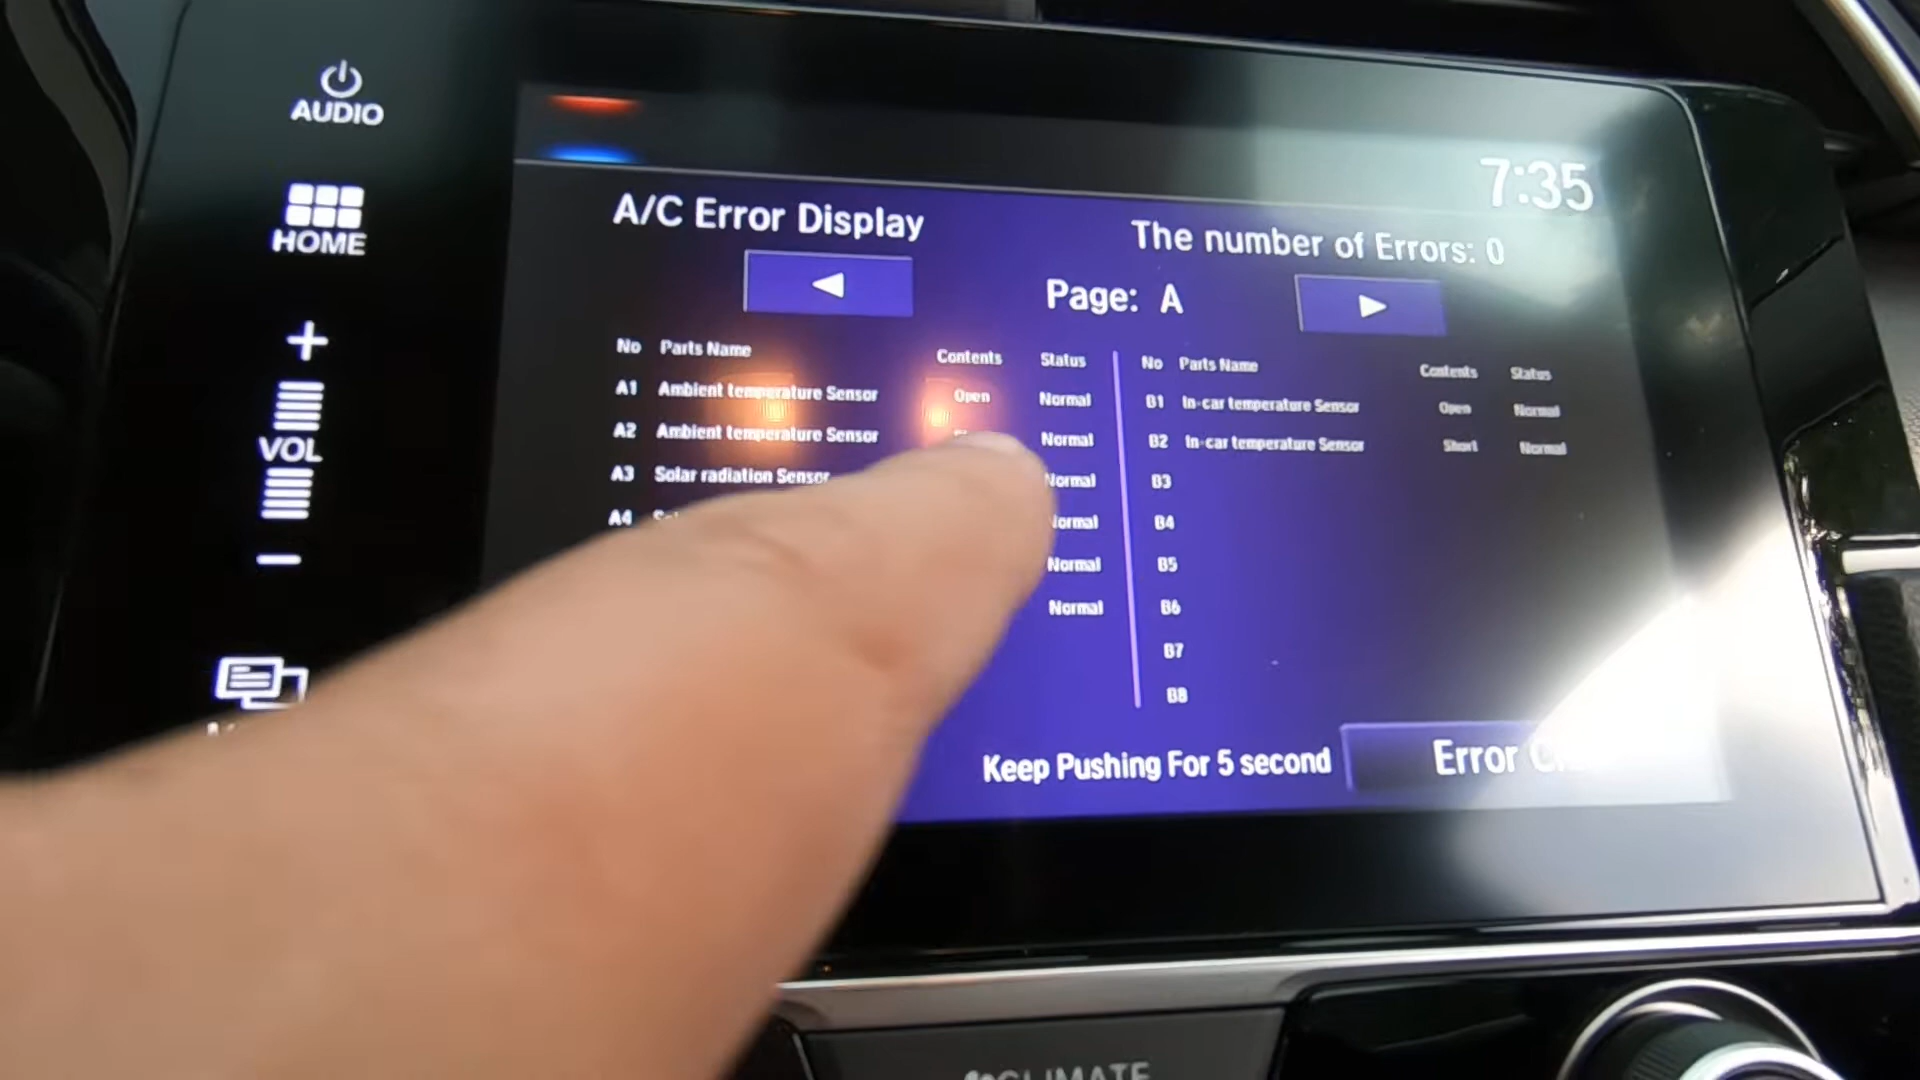 AUDIO
HOME
VOL
7:35
A/C Error Display
The number of Errors: 0
Page: A
No Parts Name Contents Status
A1 Ambient temperature Sensor Open Normal
A2 Ambient temperature Sensor Normal
A3 Solar radiation Sensor Normal
A4 Normal
Normal
Normal
No Parts Name Contents Status
B1 In-car temperature Sensor Open Normal
B2 In-car temperature Sensor Short Normal
B3
B4
B5
B6
B7
B8
Keep Pushing For 5 second
Error
CLIMATE